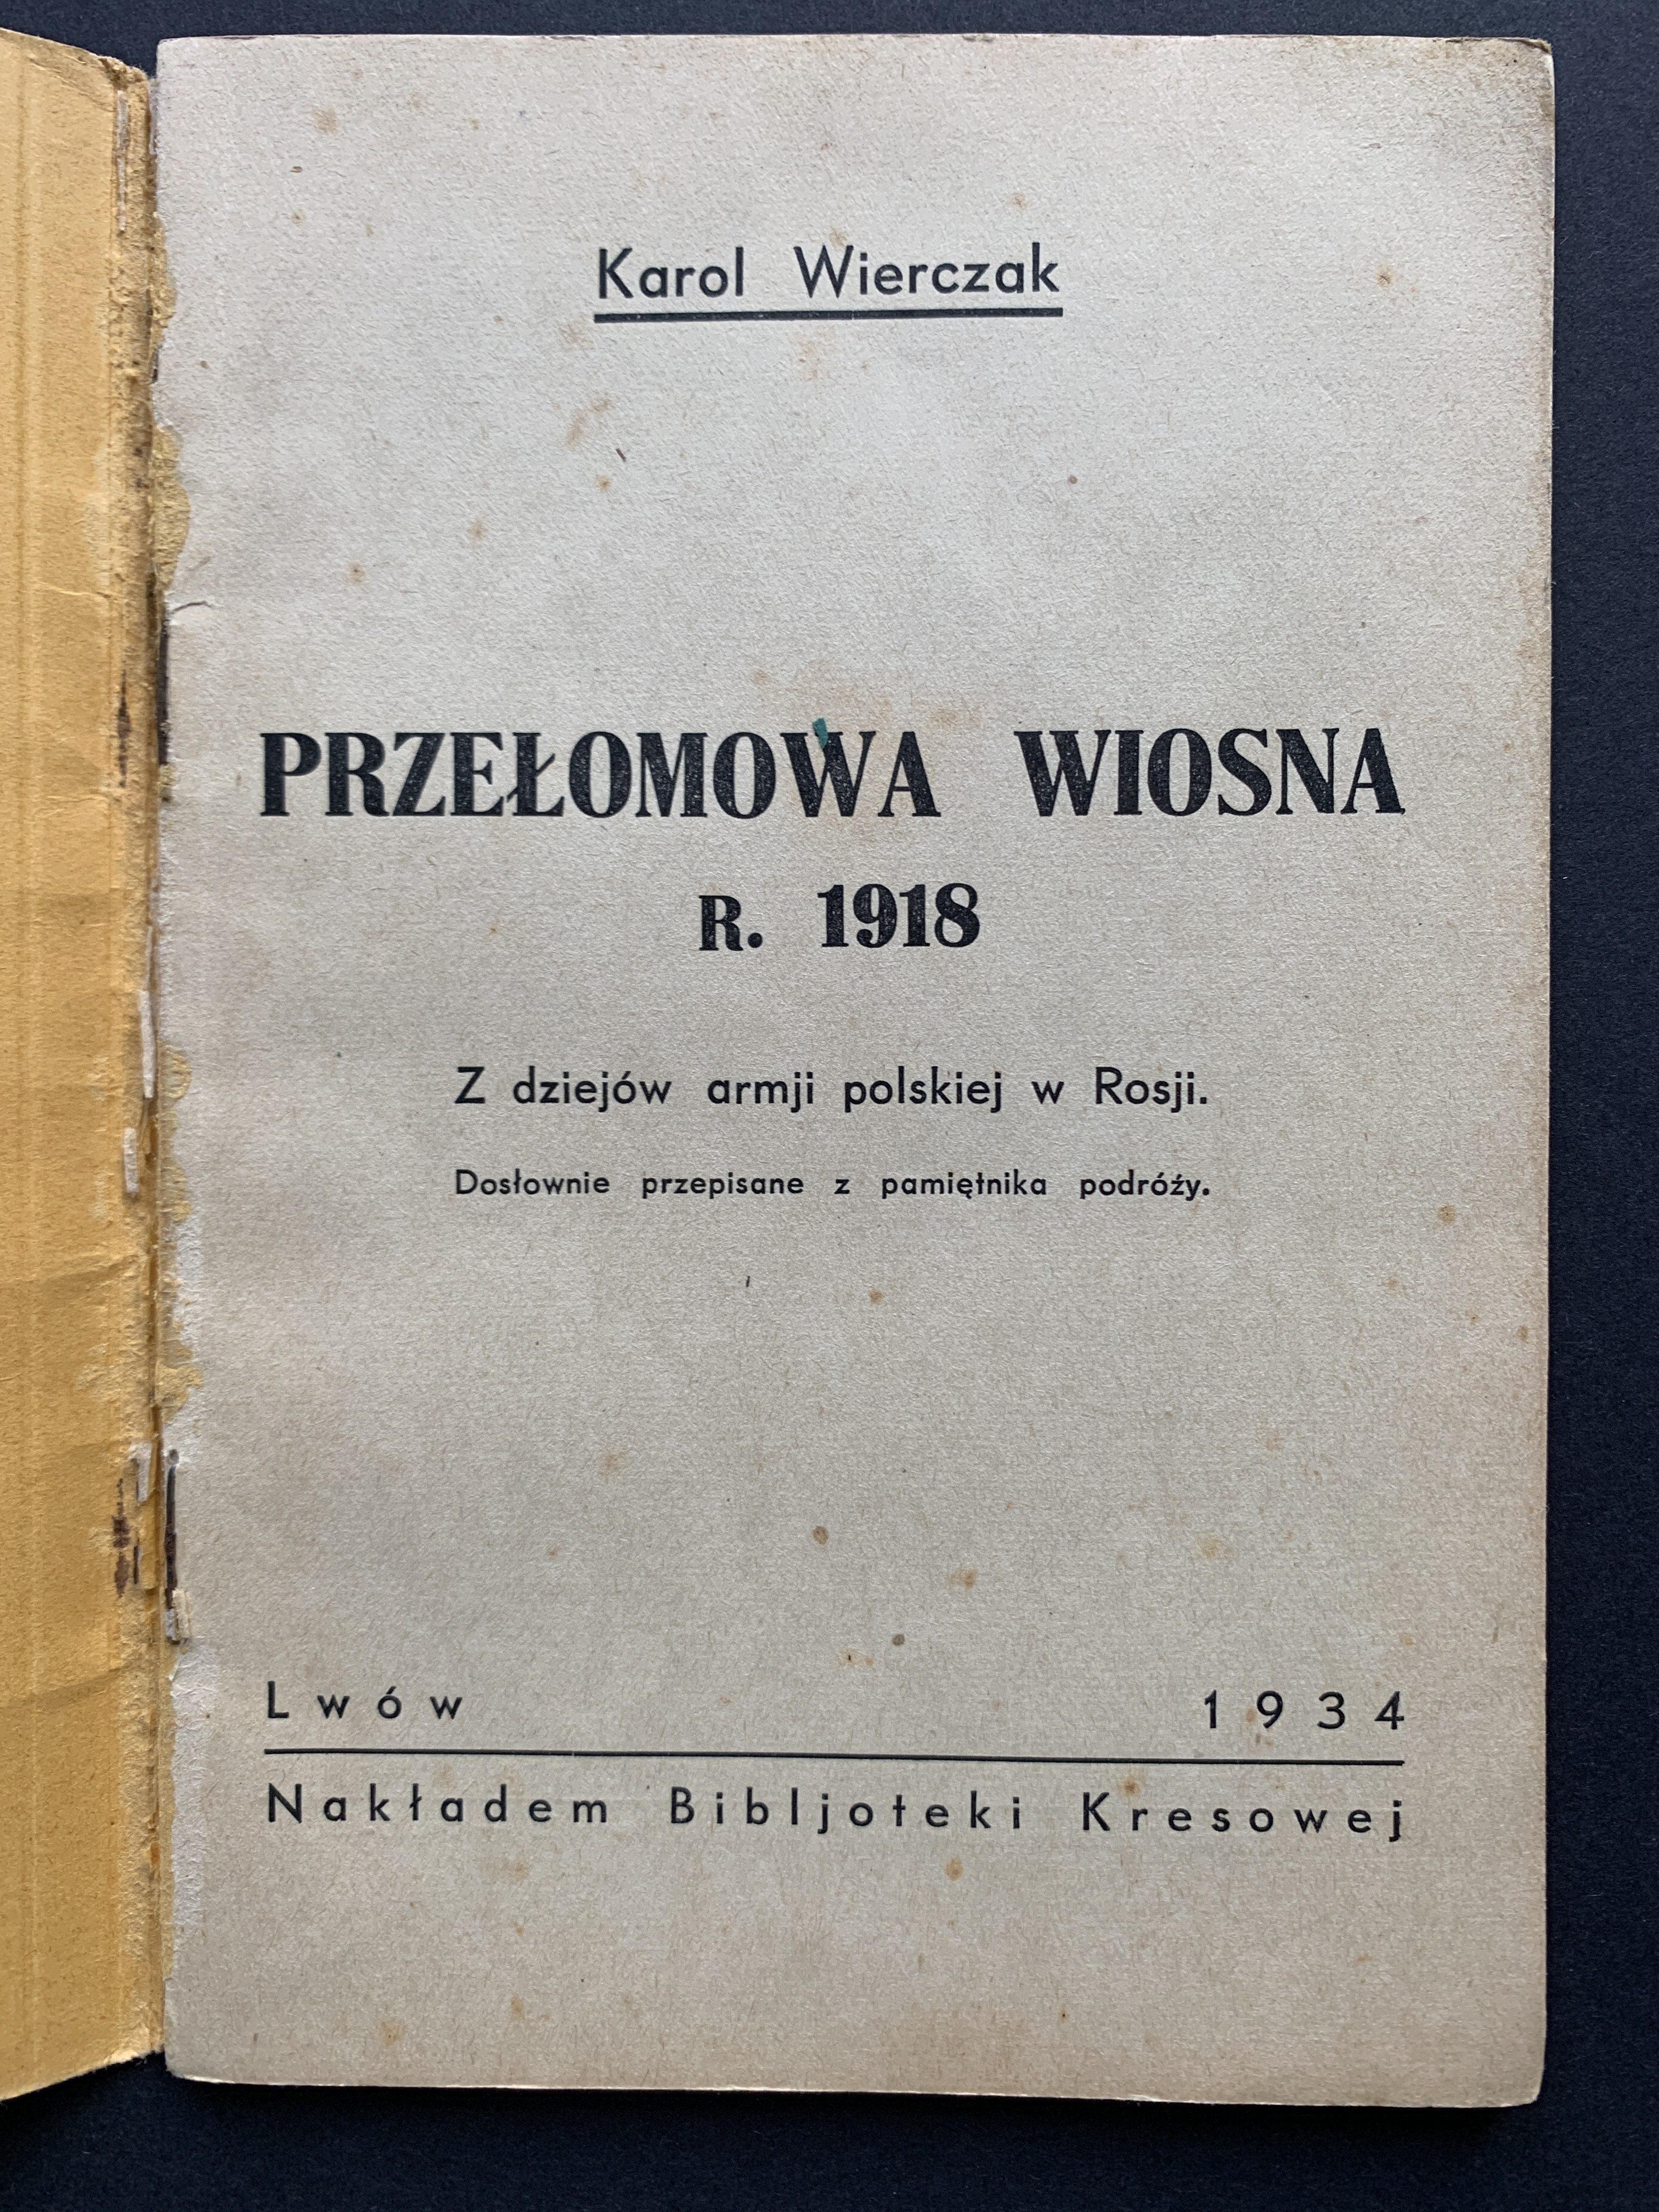 Karol Wierczak
PRZEŁOMOWA WIOSNA
R. 1918
Z dziejów armji polskiej w Rosji.
Dosłownie przepisane z pamiętnika podróży.
Lwów 1934
Nakładem Bibljoteki Kresowej